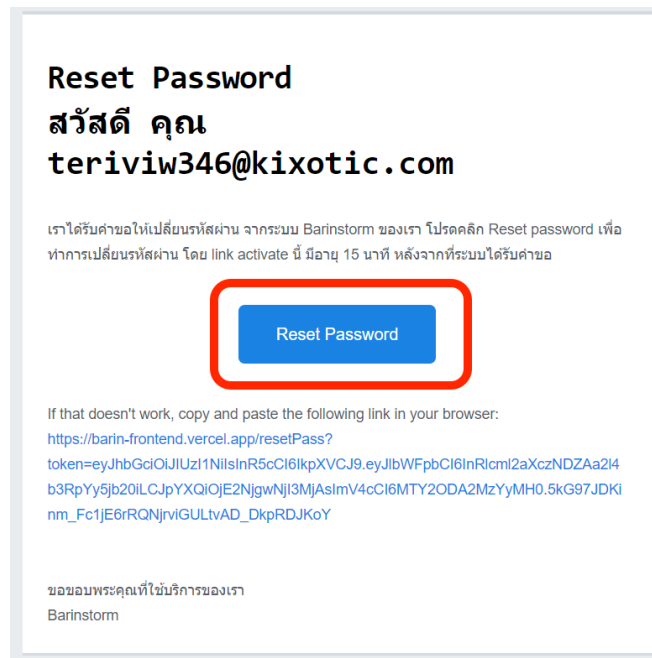 Reset Password
สวัสดี คุณ
teriviw346@kixotic.com
เราได้รับคำขอให้เปลี่ยนรหัสผ่าน จากระบบ Barinstorm ของเรา โปรดคลิก Reset password เพื่อ
ทำการเปลี่ยนรหัสผ่าน โดย link activate นี้ มีอายุ 15 นาที หลังจากที่ระบบได้รับคำขอ
Reset Password
If that doesn't work, copy and paste the following link in your browser:
https://barin-frontend.vercel.app/resetPass?
token=eyJhbGciOiJIUzI1NiIsInR5cCI6IkpXVCJ9.eyJlbWFpbCI6InRlcml2aXczNDZAa2l4
b3RpYy5jb20iLCJpYXQiOjE2NjgwNjI3MjAsImV4cCI6MTY2ODA2MzYyMH0.5kG97JDKi
nm_Fc1jE6rRQNjrviGULtvAD_DkpRDJKoY
ขอขอบพระคุณที่ใช้บริการของเรา
Barinstorm